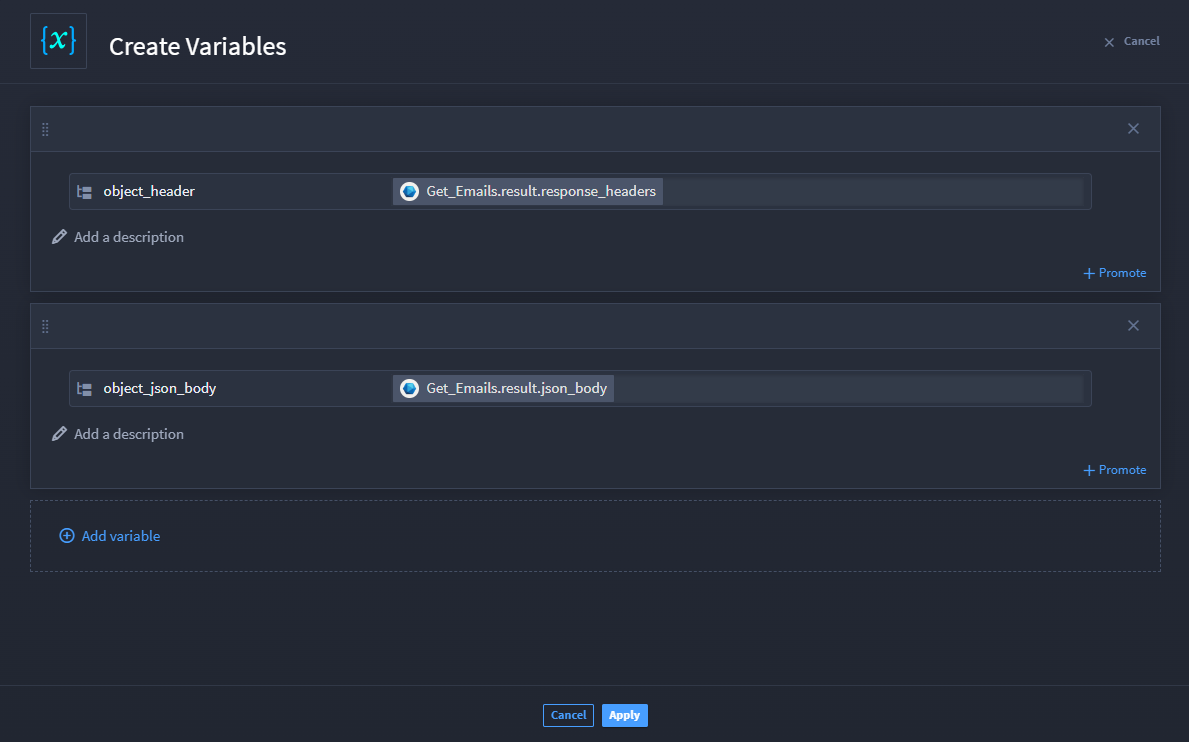 {x} Create Variables
Cancel
object_header Get_Emails.result.response_headers
Add a description
Promote
object_json_body Get_Emails.result.json_body
Add a description
Promote
Add variable
Cancel Apply